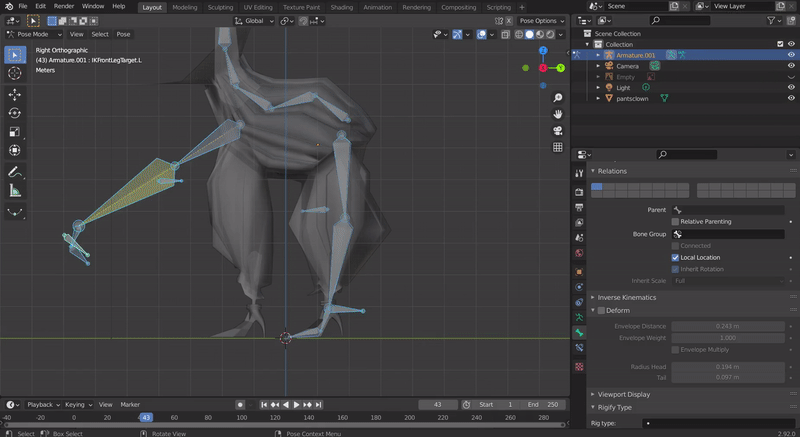 File Edit Render Window Help Layout Modeling Sculpting UV Editing Texture Paint Shading Animation Rendering Compositing Scene View Layer
Global Pose Options
Pose Mode View Select Pose Scene Collection
Right Orthographic
(43) Armature.001 : IKFrontLegTarget.L
Meters
Collection
Armature.001
Camera
Empty
Light
pantsclown
Z
Y
X
Relations
Parent
Relative Parenting
Bone Group
Connected
Local Location
Inherit Rotation
Inherit Scale Full
Inverse Kinematics
Deform
Envelope Distance 0.243 m
Envelope Weight 1.000
Envelope Multiply
Radius Head 0.194 m
Tail 0.097 m
Viewport Display
Rigify Type
Rig type:
Playback Keying View Marker 43 Start 1 End 250
-40 -20 0 20 43 60 80 100 120 140 160 180 200 220 240
Select Box Select Rotate View Pose Context Menu 2.92.0